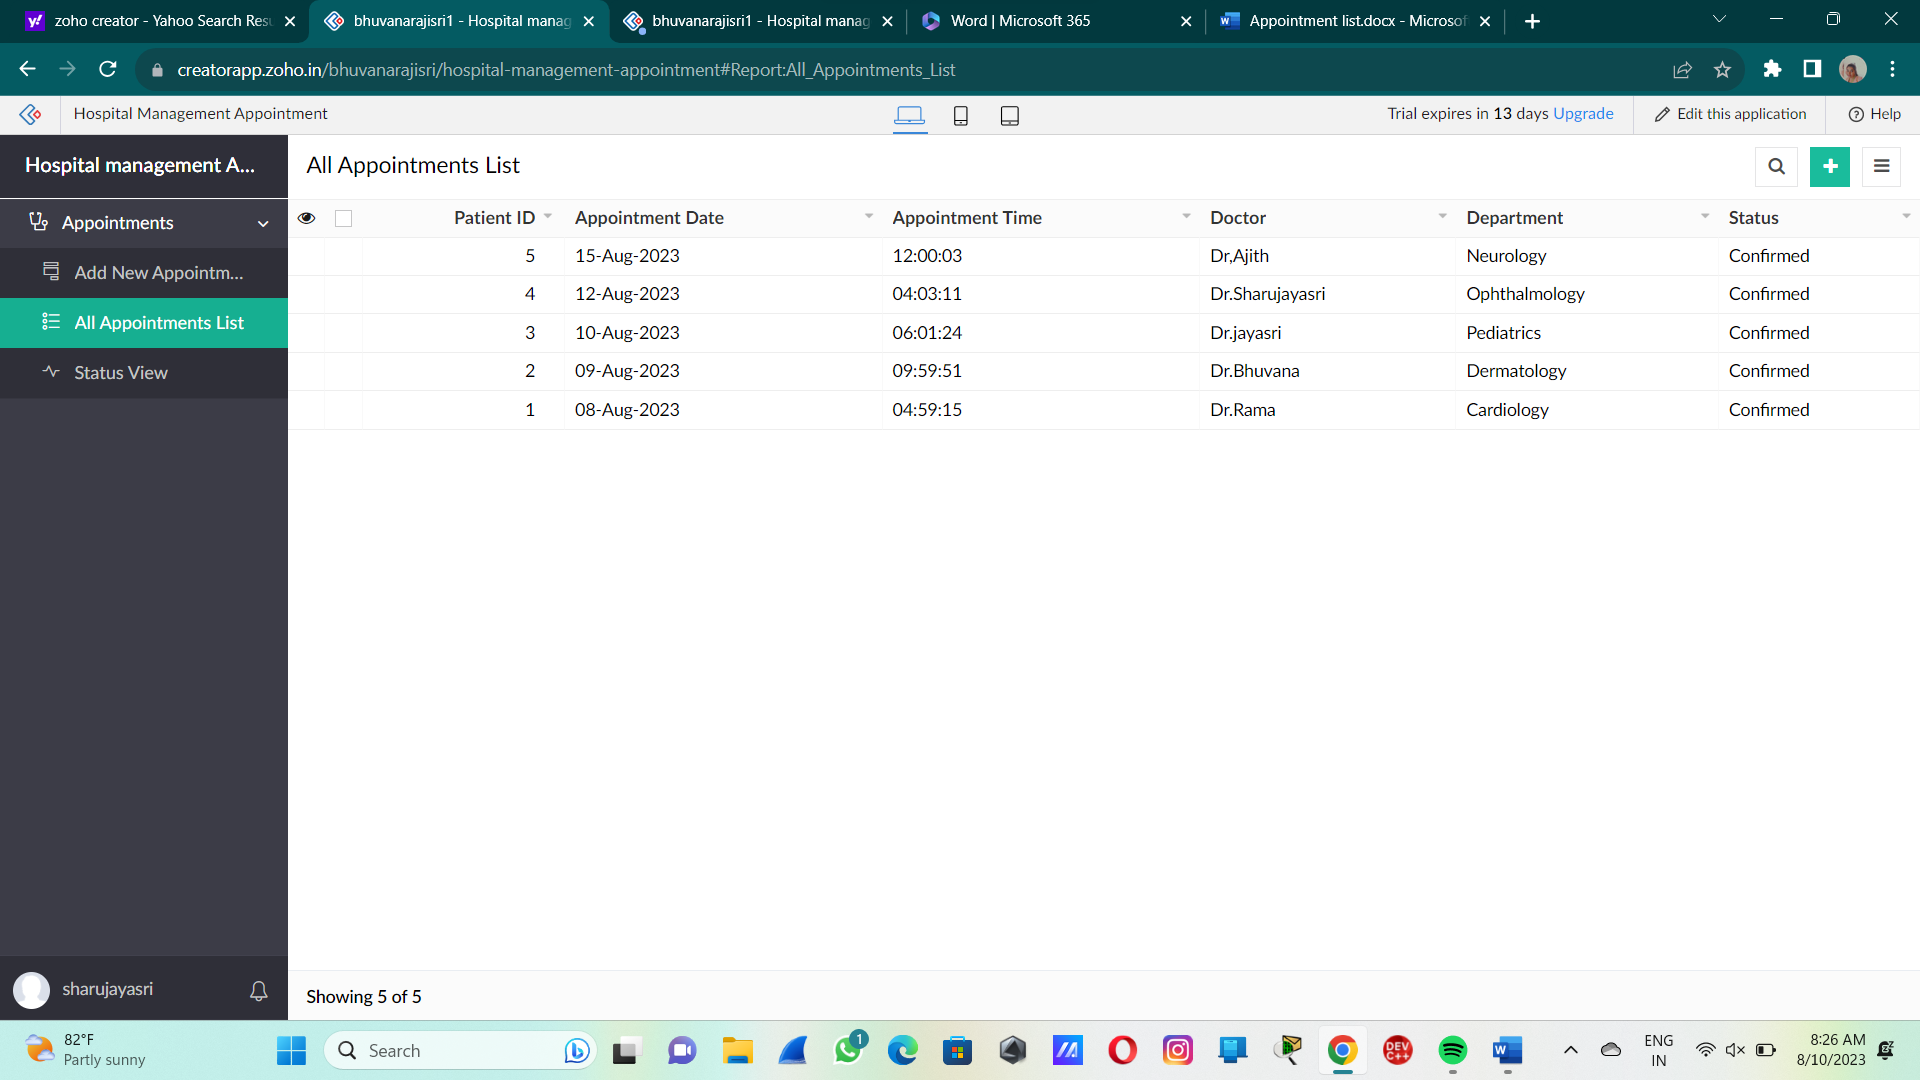 zoho creator - Yahoo Search Resu
bhuvanarajisri1 - Hospital manag
bhuvanarajisri1 - Hospital manag
Word | Microsoft 365
Appointment list.docx - Microsof
creatorapp.zoho.in/bhuvanarajisri/hospital-management-appointment#Report:All_Appointments_List
Hospital Management Appointment
Trial expires in 13 days Upgrade
Edit this application
Help
Hospital management A...
Appointments
Add New Appointm...
All Appointments List
Status View
All Appointments List
Patient ID Appointment Date Appointment Time Doctor Department Status
5 15-Aug-2023 12:00:03 Dr,Ajith Neurology Confirmed
4 12-Aug-2023 04:03:11 Dr.Sharujayasri Ophthalmology Confirmed
3 10-Aug-2023 06:01:24 Dr.jayasri Pediatrics Confirmed
2 09-Aug-2023 09:59:51 Dr.Bhuvana Dermatology Confirmed
1 08-Aug-2023 04:59:15 Dr.Rama Cardiology Confirmed
sharujayasri
Showing 5 of 5
82°F
Partly sunny
Search
1
DEV
C++
ENG
IN
8:26 AM
8/10/2023